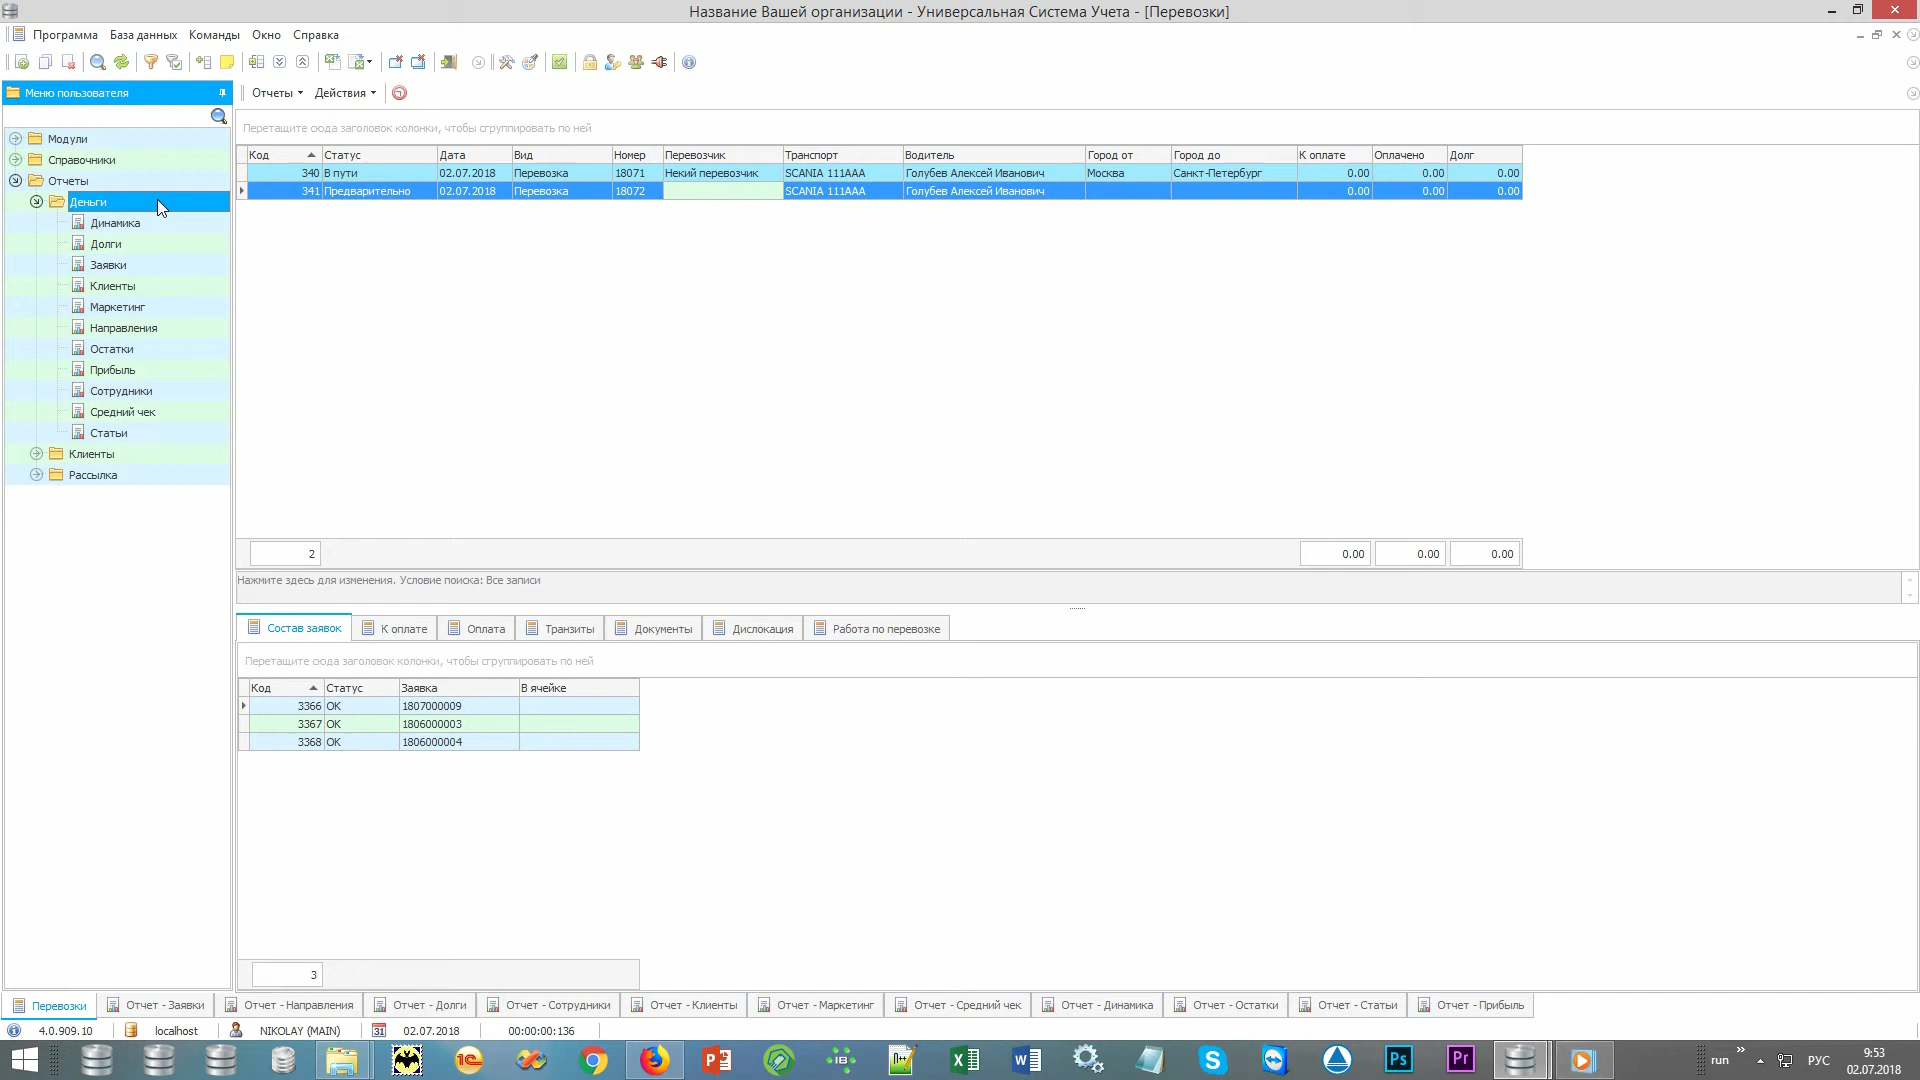 Название Вашей организации - Универсальная Система Учета - [Перевозки]
Программа База данных Команды Окно Справка
Меню пользователя
Отчеты Действия
Перетащите сюда заголовок колонки, чтобы сгруппировать по ней
Модули
Справочники
Отчеты
Деньги
Динамика
Долги
Заявки
Клиенты
Маркетинг
Направления
Остатки
Прибыль
Сотрудники
Средний чек
Статьи
Клиенты
Рассылка
Код Статус Дата Вид Номер Перевозчик Транспорт Водитель Город от Город до К оплате Оплачено Долг
340 В пути 02.07.2018 Перевозка 18071 Некий перевозчик SCANIA 111AAA Голубев Алексей Иванович Москва Санкт-Петербург 0.00 0.00 0.00
341 Предварительно 02.07.2018 Перевозка 18072 SCANIA 111AAA Голубев Алексей Иванович 0.00 0.00 0.00
2 0.00 0.00 0.00
Нажмите здесь для изменения. Условие поиска: Все записи
Состав заявок К оплате Оплата Транзиты Документы Дислокация Работа по перевозке
Перетащите сюда заголовок колонки, чтобы сгруппировать по ней
Код Статус Заявка В ячейке
3366 OK 1807000009
3367 OK 1806000003
3368 OK 1806000004
3
Перевозки Отчет - Заявки Отчет - Направления Отчет - Долги Отчет - Сотрудники Отчет - Клиенты Отчет - Маркетинг Отчет - Средний чек Отчет - Динамика Отчет - Остатки Отчет - Статьи Отчет - Прибыль
4.0.909.10 localhost NIKOLAY (MAIN) 31 02.07.2018 00:00:00:136
1C IB n++ Ps Pr run РУС 9:53
02.07.2018